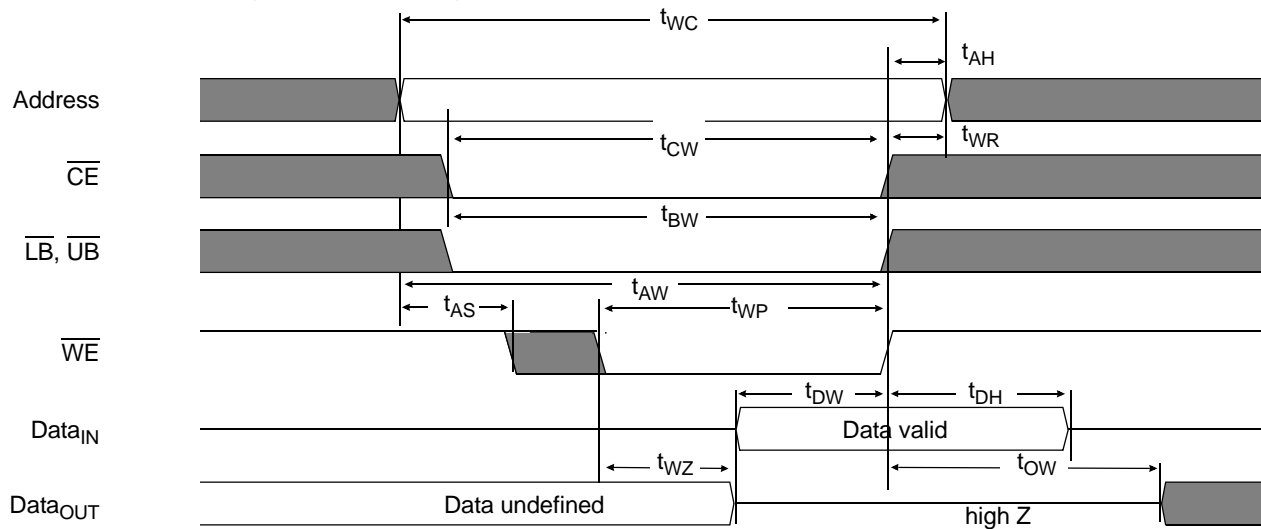 tWC
tAH
Address
tCW
tWR
CE
tBW
LB, UB
tAW
tAS
tWP
WE
tDW
tDH
DataIN
Data valid
tWZ
tOW
DataOUT
Data undefined
high Z